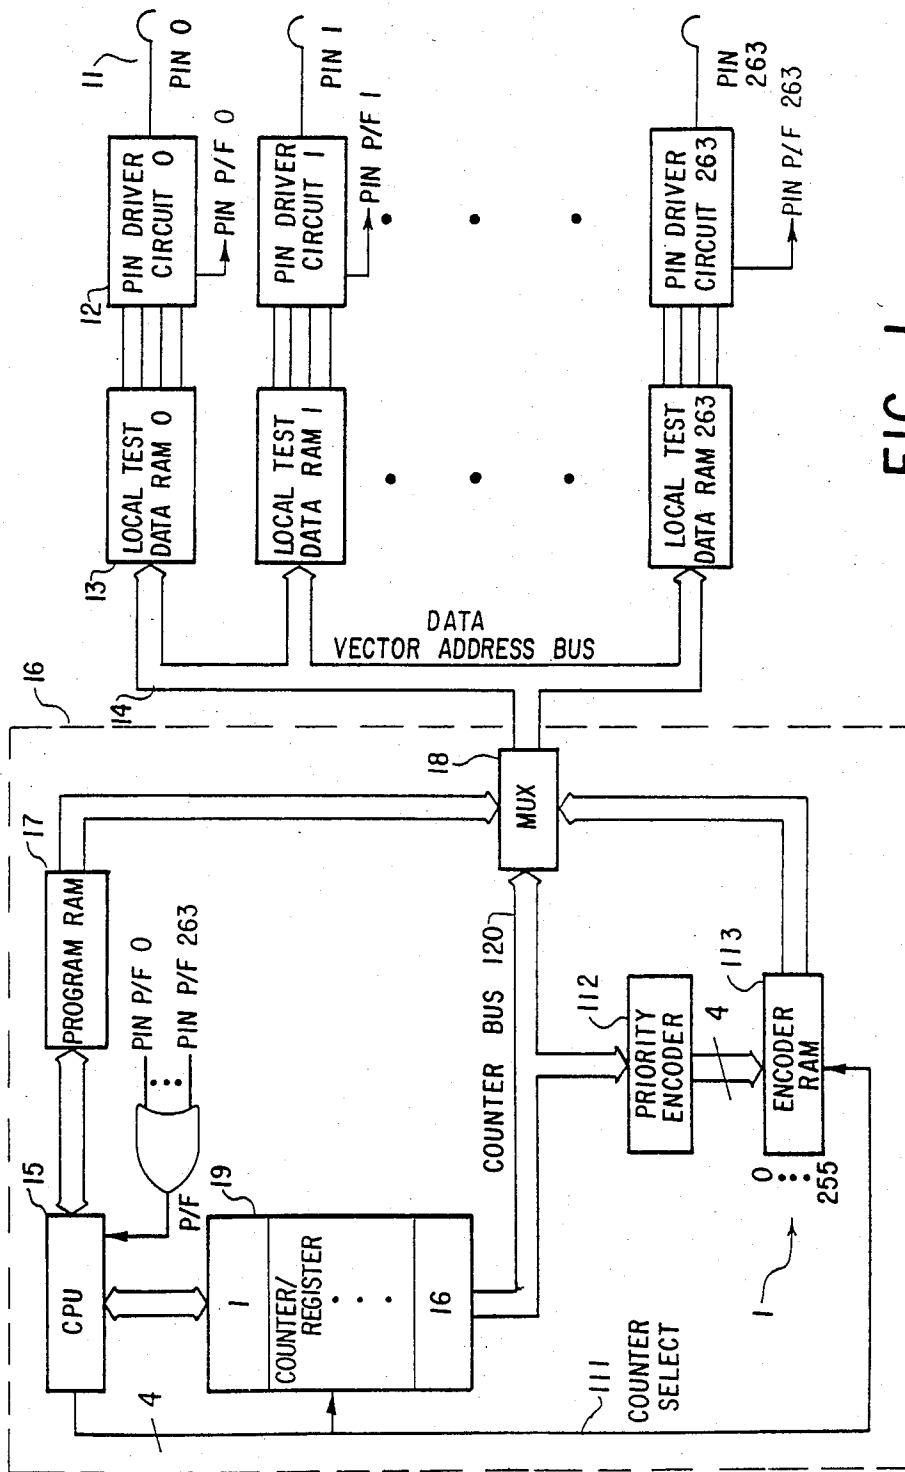 16
15
CPU
4
17
PROGRAM RAM
PIN P/F 0
PIN P/F 263
P/F
19
1
COUNTER/
REGISTER
16
COUNTER BUS 120
18
MUX
112
PRIORITY
ENCODER
4
113
ENCODER
RAM
0
255
1
111
COUNTER
SELECT
14
DATA
VECTOR ADDRESS BUS
13
LOCAL TEST
DATA RAM 0
12
PIN DRIVER
CIRCUIT 0
11
PIN 0
PIN P/F 0
LOCAL TEST
DATA RAM 1
PIN DRIVER
CIRCUIT 1
PIN 1
PIN P/F 1
LOCAL TEST
DATA RAM 263
PIN DRIVER
CIRCUIT 263
PIN
263
PIN P/F 263